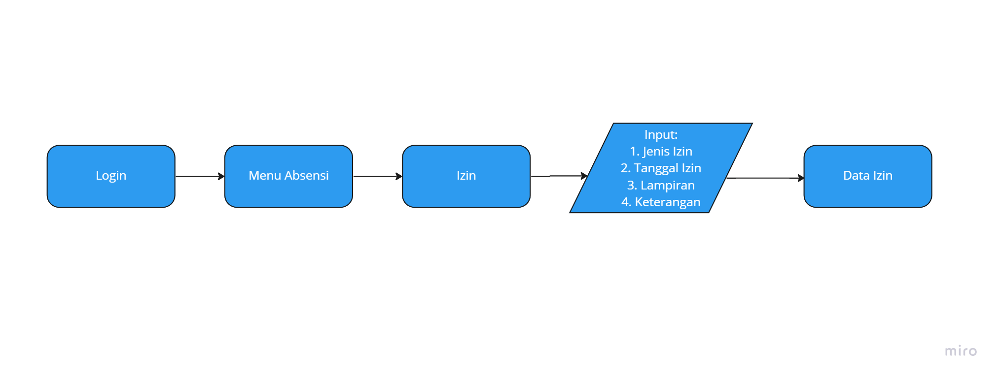 Login
Menu Absensi
Izin
Input:
1. Jenis Izin
2. Tanggal Izin
3. Lampiran
4. Keterangan
Data Izin
miro